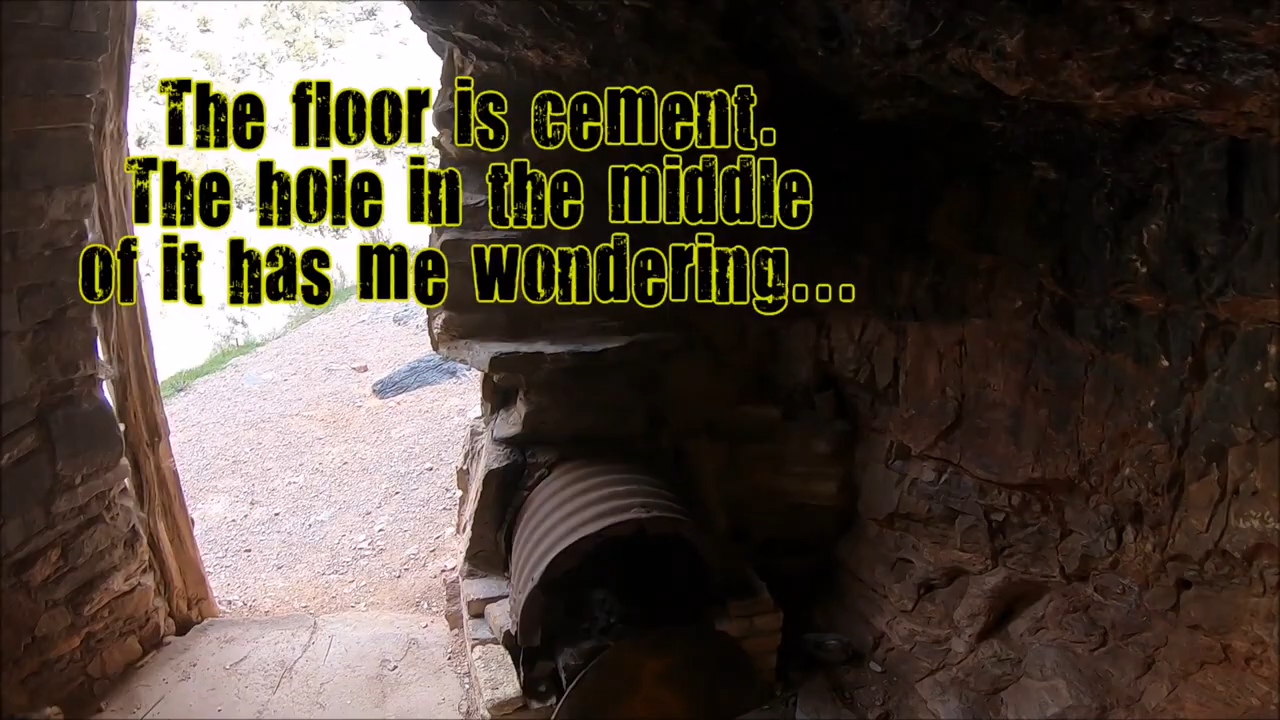 The floor is cement.
The hole in the middle
of it has me wondering...